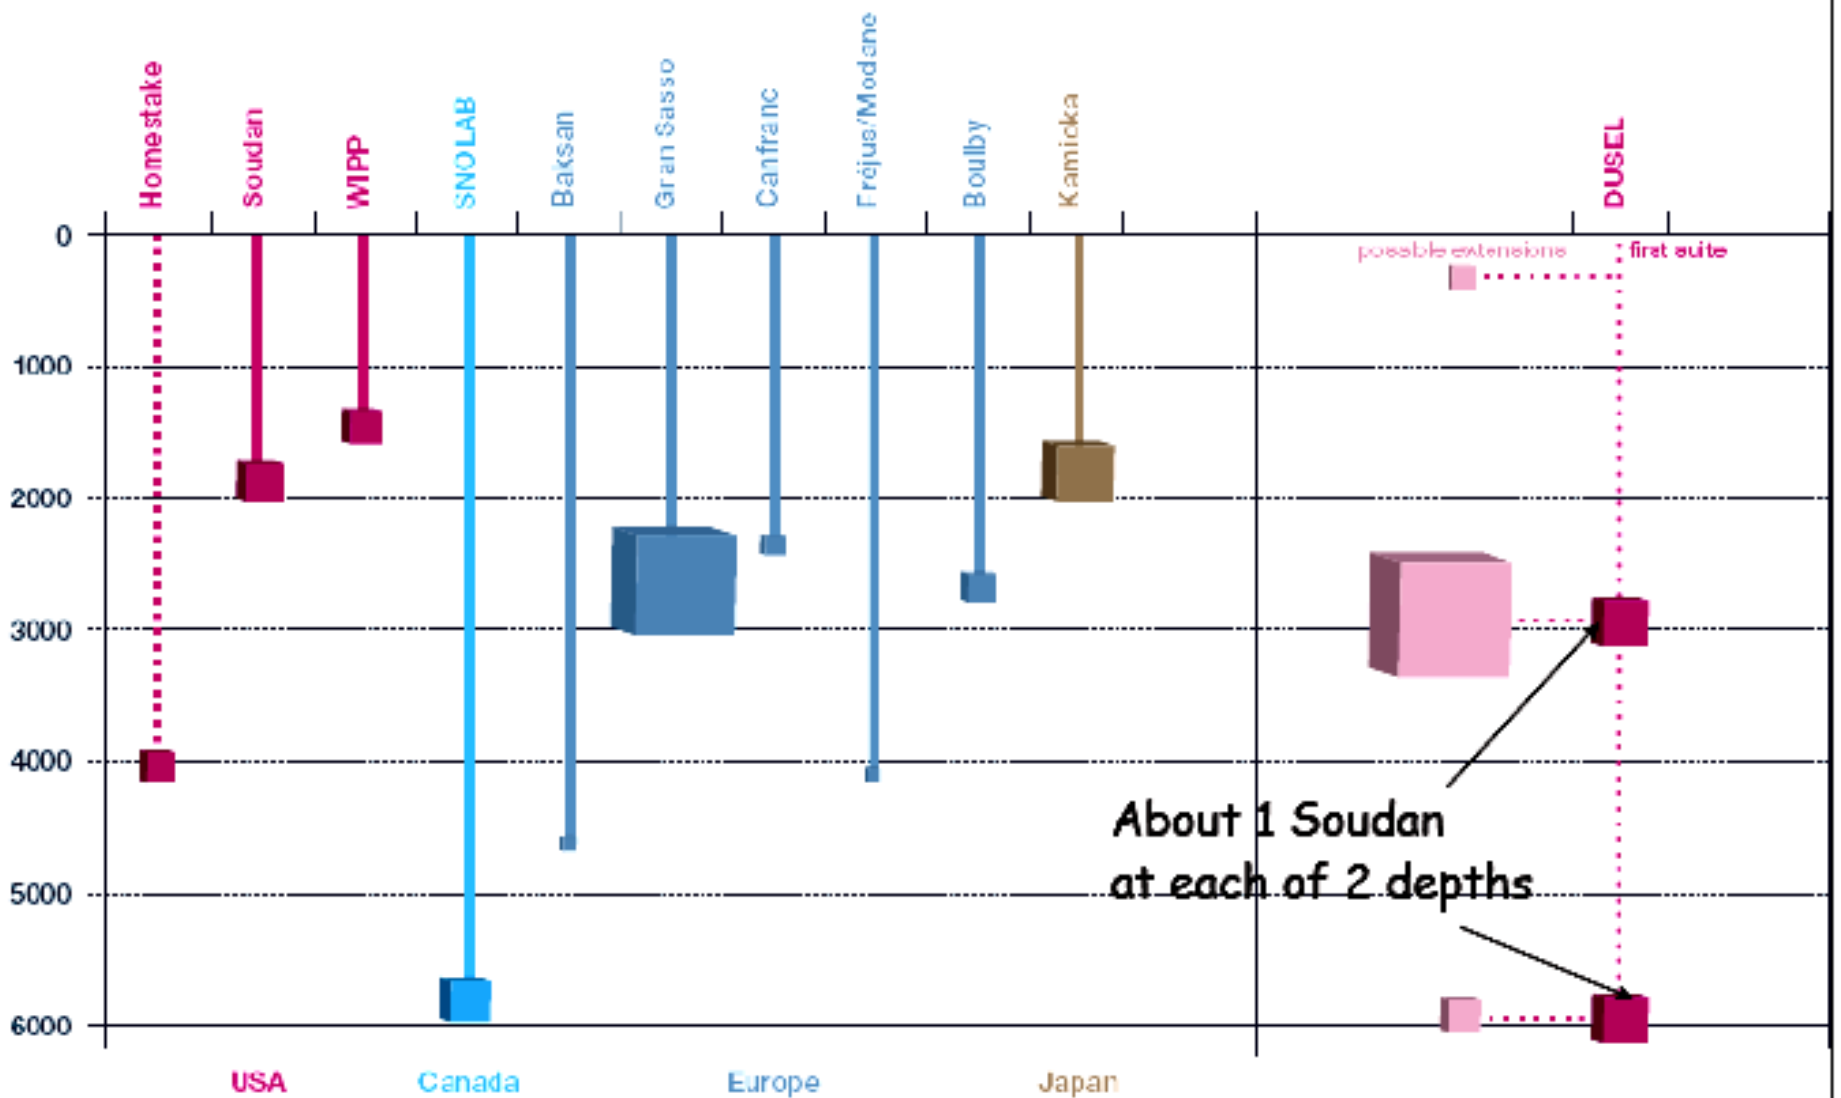 Homestake
Soudan
WIPP
SNOLAB
Baksan
Gran Sasso
Canfranc
Fréjus/Modane
Boulby
Kamioka
DUSEL
0
possible extensions
first suite
1000
2000
3000
4000
About 1 Soudan
at each of 2 depths
5000
6000
USA
Canada
Europe
Japan